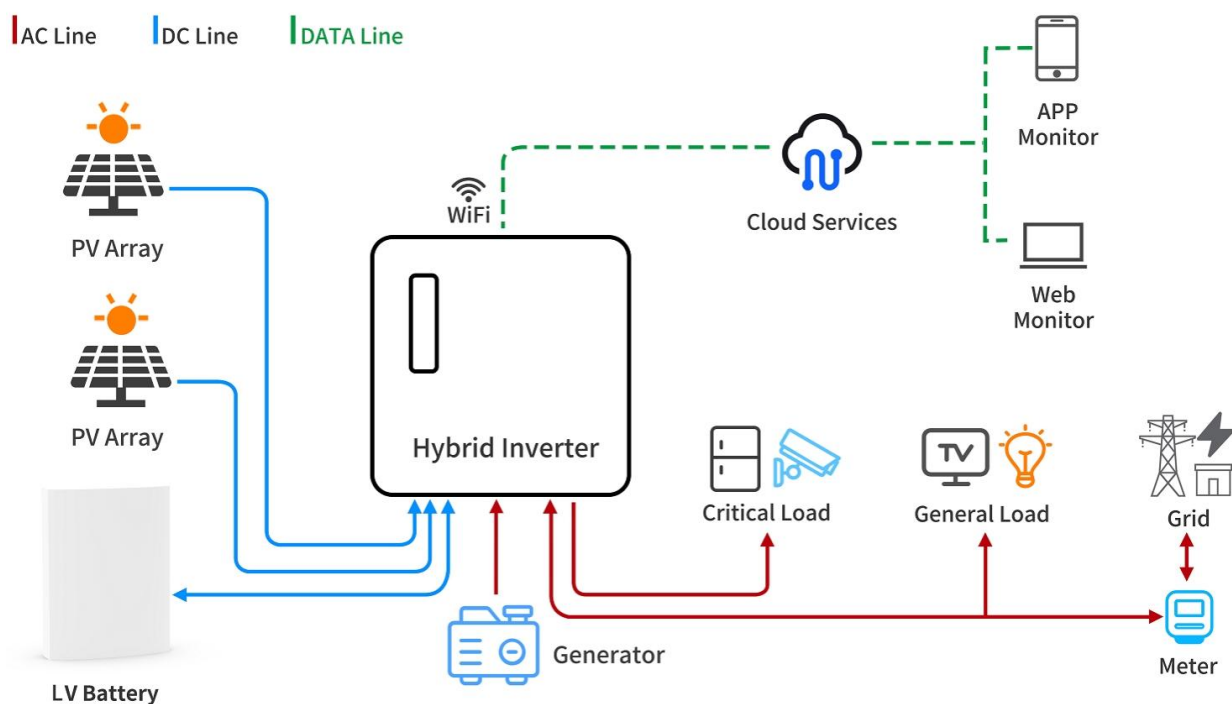 AC Line
DC Line
DATA Line
PV Array
PV Array
LV Battery
WiFi
Hybrid Inverter
Generator
Cloud Services
APP
Monitor
Web
Monitor
Critical Load
TV
General Load
Grid
Meter